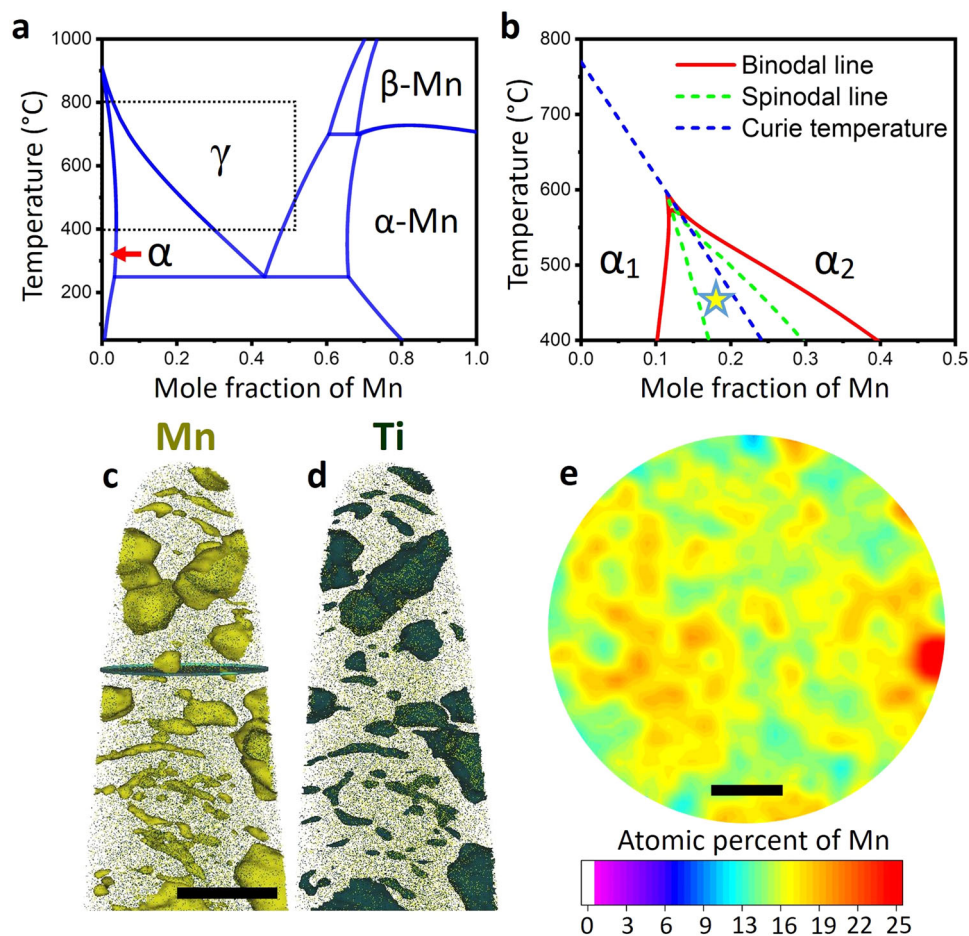 a
1000
800
600
400
200
0.0 0.2 0.4 0.6 0.8 1.0
Temperature (°C)
Mole fraction of Mn
γ
α
β-Mn
α-Mn
b
800
700
600
500
400
0.0 0.1 0.2 0.3 0.4 0.5
Temperature (°C)
Mole fraction of Mn
Binodal line
Spinodal line
Curie temperature
α1
α2
Mn
Ti
c
d
e
Atomic percent of Mn
0 3 6 9 13 16 19 22 25